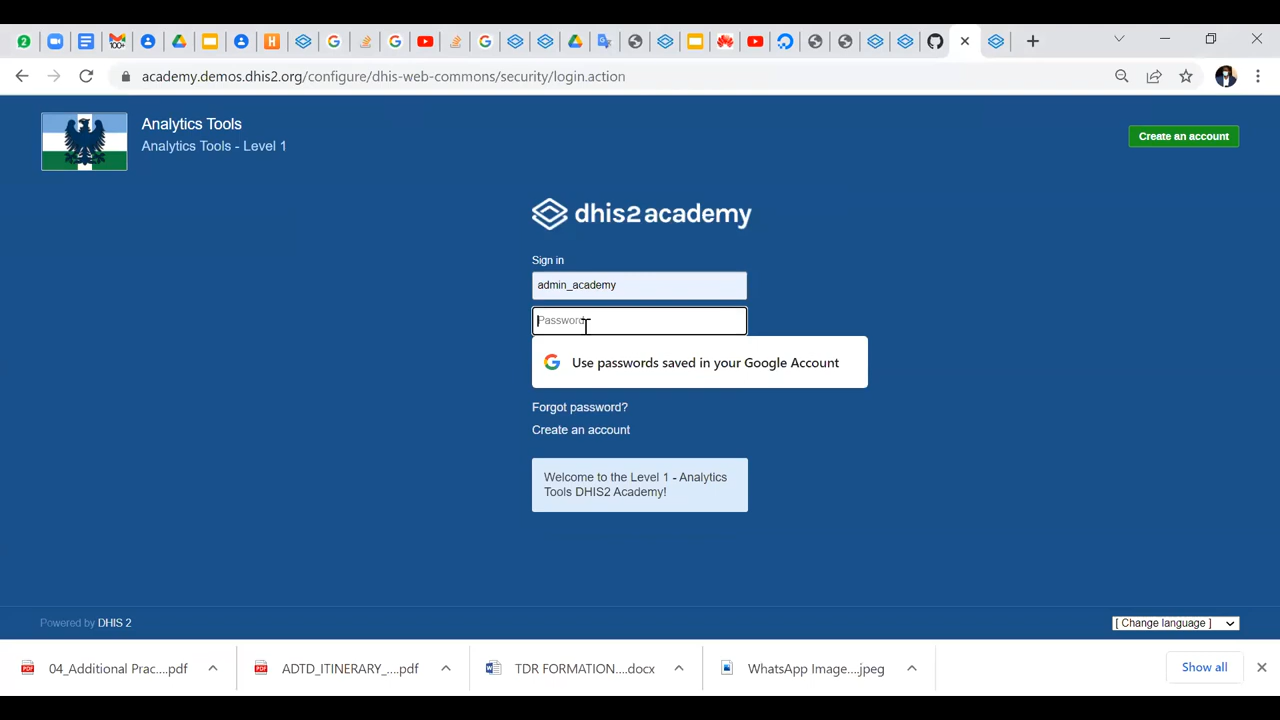 2
100+
H
academy.demos.dhis2.org/configure/dhis-web-commons/security/login.action
Analytics Tools
Analytics Tools - Level 1
Create an account
dhis2 academy
Sign in
admin_academy
Password
G Use passwords saved in your Google Account
Forgot password?
Create an account
Welcome to the Level 1 - Analytics
Tools DHIS2 Academy!
Powered by DHIS 2
[ Change language ]
04_Additional Prac....pdf
ADTD_ITINERARY_....pdf
TDR FORMATION....docx
WhatsApp Image....jpeg
Show all